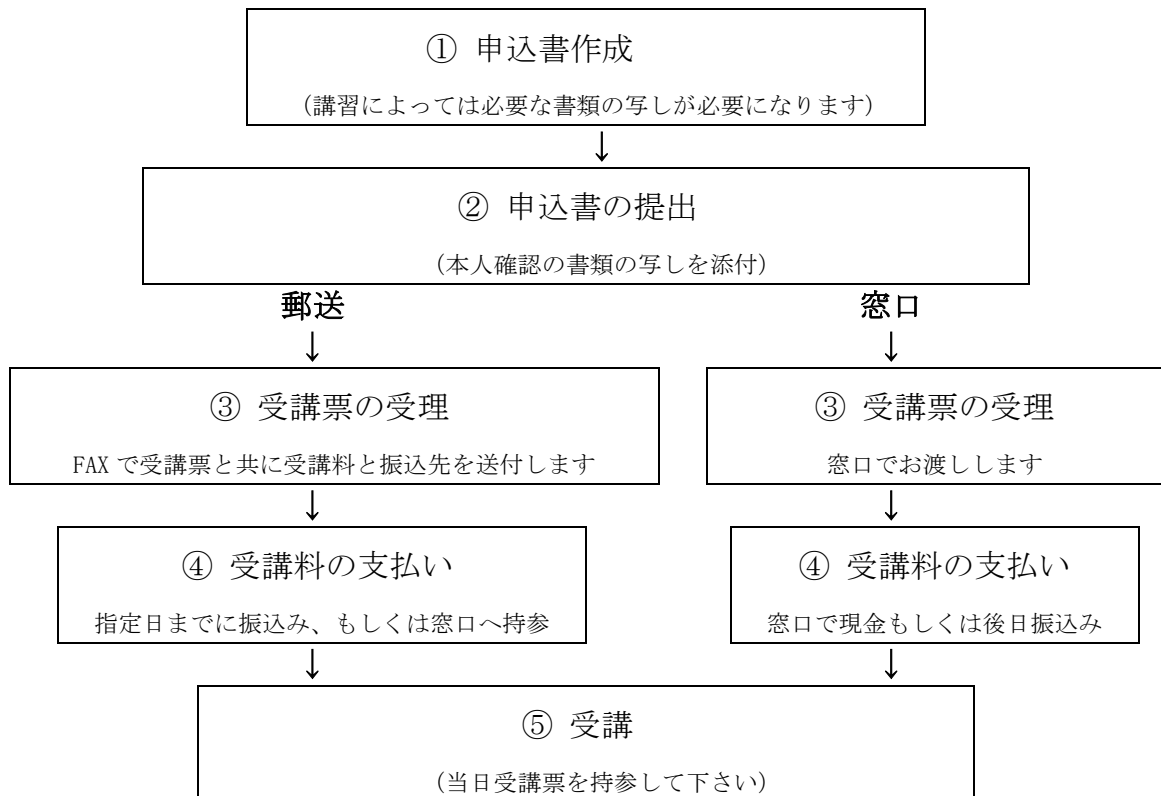 ① 申込書作成
（講習によっては必要な書類の写しが必要になります）
↓
② 申込書の提出
（本人確認の書類の写しを添付）
郵送
窓口
↓
↓
③ 受講票の受理
FAX で受講票と共に受講料と振込先を送付します
③ 受講票の受理
窓口でお渡しします
↓
↓
④ 受講料の支払い
指定日までに振込み、もしくは窓口へ持参
④ 受講料の支払い
窓口で現金もしくは後日振込み
↓
↓
⑤ 受講
（当日受講票を持参して下さい）